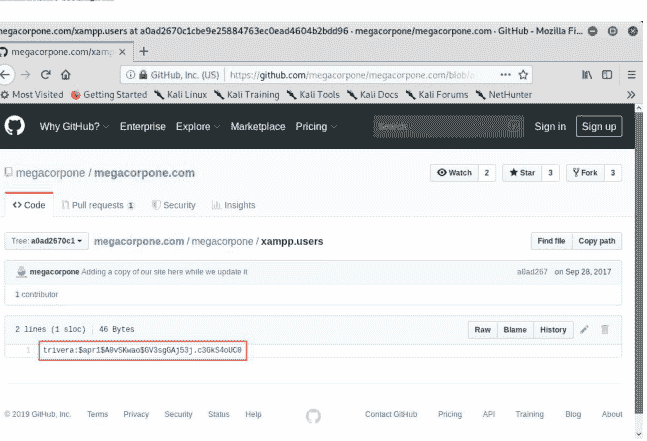 megacorpone.com/xampp.users at a0ad2670c1cbe9e25884763ec0ead4604b2bdd96 - megacorpone/megacorpone.com - GitHub - Mozilla Fi...
megacorpone.com/xamp
GitHub, Inc. (US) https://github.com/megacorpone/megacorpone.com/blob/a
Most Visited Getting Started Kali Linux Kali Training Kali Tools Kali Docs Kali Forums NetHunter
Why GitHub? Enterprise Explore Marketplace Pricing Search Sign in Sign up
megacorpone / megacorpone.com Watch 2 Star 3 Fork 3
Code Pull requests 1 Security Insights
Tree: a0ad2670c1 megacorpone.com / megacorpone / xampp.users Find file Copy path
megacorpone Adding a copy of our site here while we update it a0ad267 on Sep 28, 2017
1 contributor
2 lines (1 sloc) 46 Bytes Raw Blame History
1 trivera:$apr1$A0vSKwao$GV3sgGAj53j.c3GkS4oUC0
© 2019 GitHub, Inc. Terms Privacy Security Status Help Contact GitHub Pricing API Training Blog About